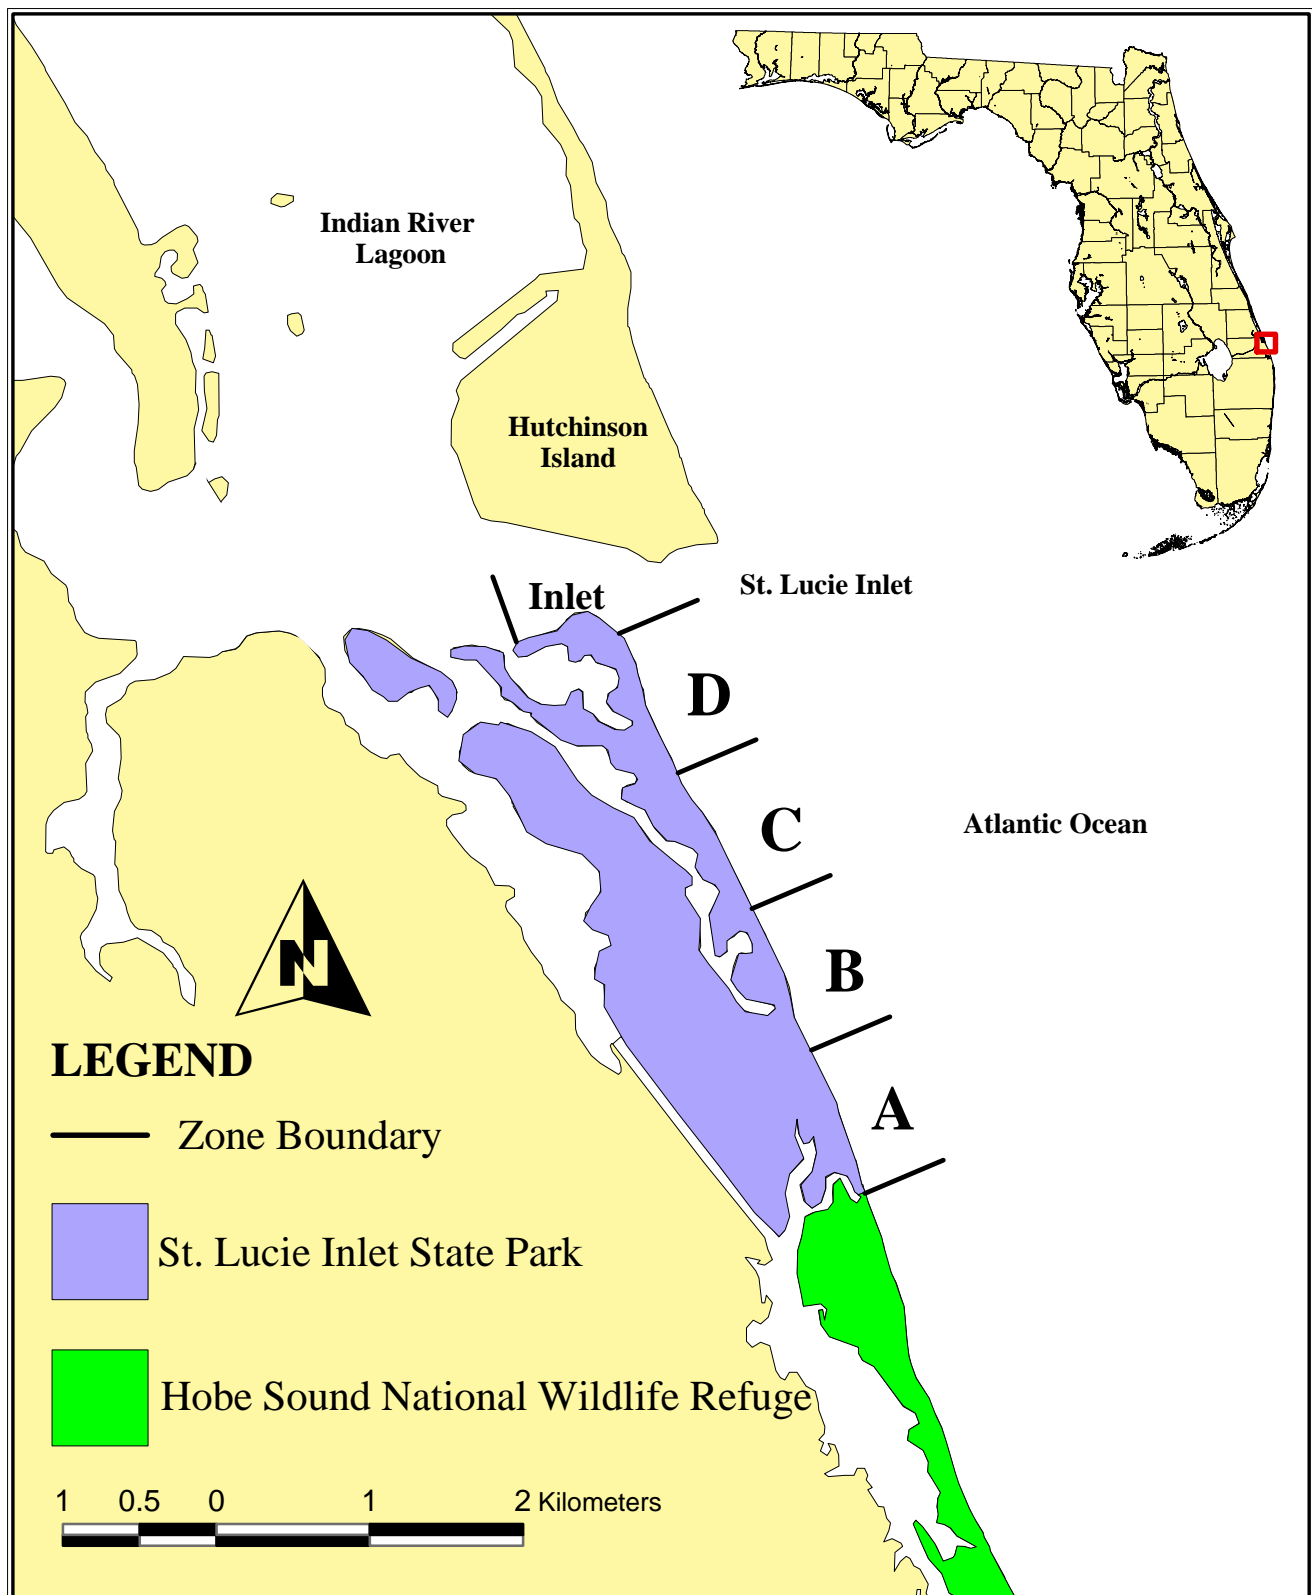 Indian River
Lagoon
Hutchinson
Island
Inlet
St. Lucie Inlet
D
C
Atlantic Ocean
B
A
N
LEGEND
Zone Boundary
St. Lucie Inlet State Park
Hobe Sound National Wildlife Refuge
1 0.5 0 1 2 Kilometers